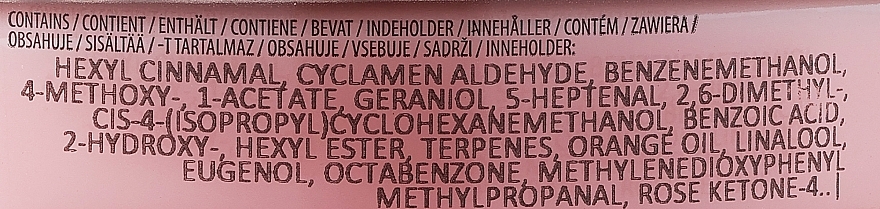 CONTAINS / CONTIENT / ENTHÄLT / CONTIENE / BEVAT / INDEHOLDER / INNEHÅLLER / CONTÉM / ZAWIERA /
OBSAHUJE / SISÄLTÄÄ / -T TARTALMAZ / OBSAHUJE / VSEBUJE / SADRŽI / INNEHOLDER:
HEXYL CINNAMAL, CYCLAMEN ALDEHYDE, BENZENEMETHANOL,
4-METHOXY-, 1-ACETATE, GERANIOL, 5-HEPTENAL, 2,6-DIMETHYL-,
CIS-4-(ISOPROPYL)CYCLOHEXANEMETHANOL, BENZOIC ACID,
2-HYDROXY-, HEXYL ESTER, TERPENES, ORANGE OIL, LINALOOL,
EUGENOL, OCTABENZONE, METHYLENEDIOXYPHENYL
METHYLPROPANAL, ROSE KETONE-4..|